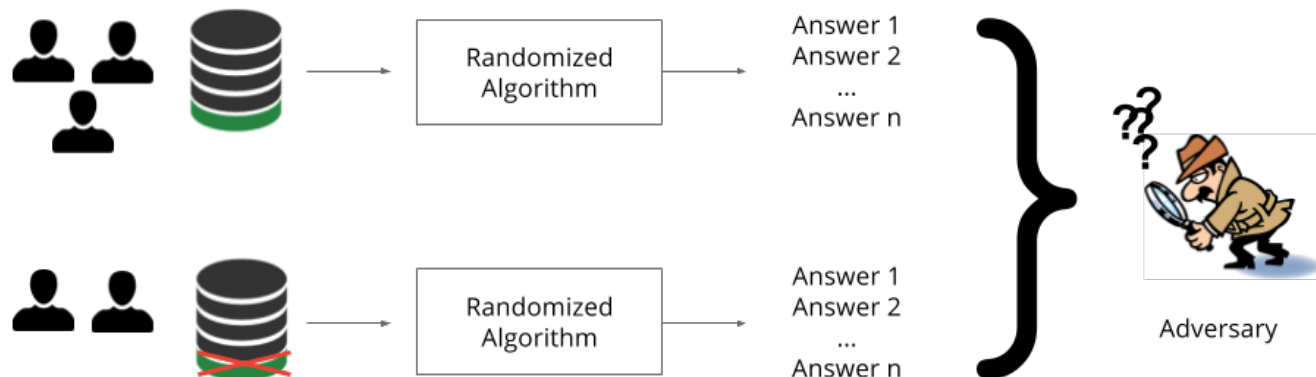 Randomized
Algorithm
Answer 1
Answer 2
...
Answer n
????
Randomized
Algorithm
Answer 1
Answer 2
...
Answer n
Adversary